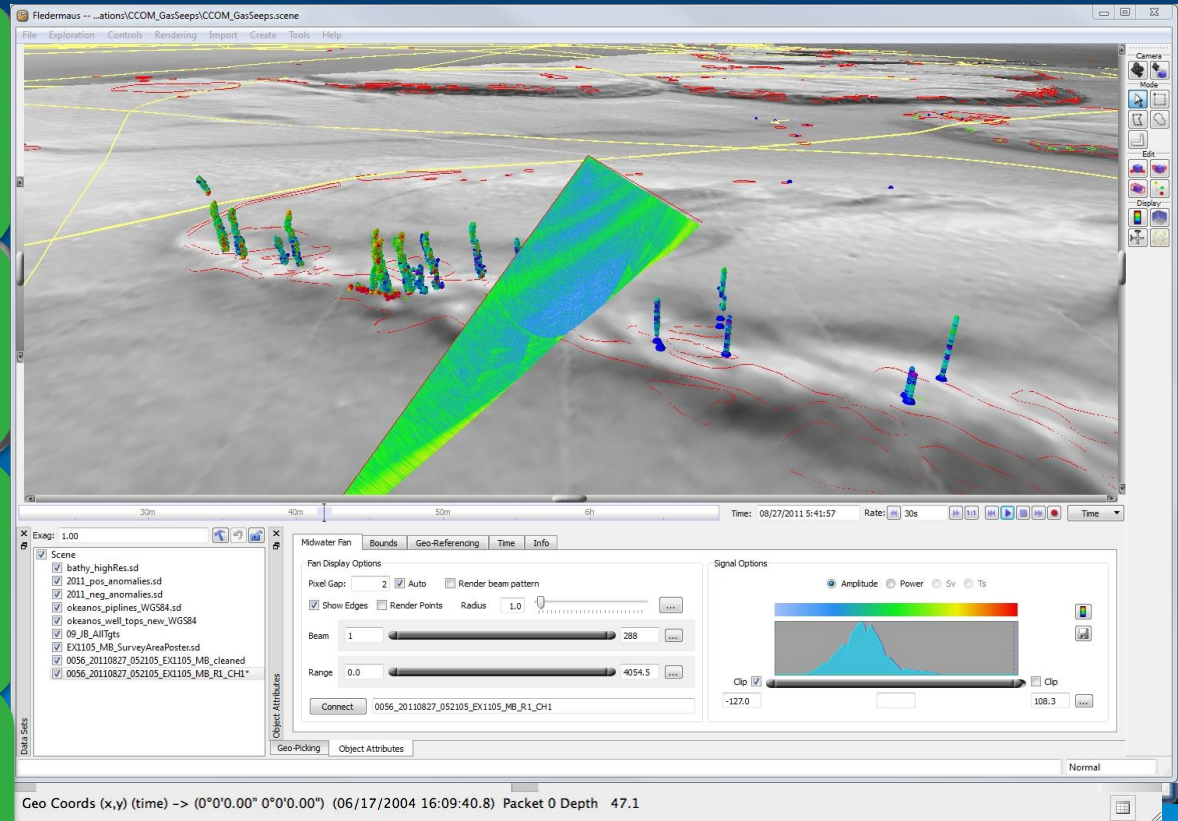 Fledermaus -- ...ations\CCOM_GasSeeps\CCOM_GasSeeps.scene
File Exploration Controls Rendering Import Create Tools Help
Camera
Mode
Edit
Display
30m 40m 50m 6h Time: 08/27/2011 5:41:57 Rate: 30s 1:1 Time
Exag: 1.00
Scene
bathy_highRes.sd
2011_pos_anomalies.sd
2011_neg_anomalies.sd
okeanos_piplines_WGS84.sd
okeanos_well_tops_new_WGS84
09_JB_AllTgts
EX1105_MB_SurveyAreaPoster.sd
0056_20110827_052105_EX1105_MB_cleaned
0056_20110827_052105_EX1105_MB_R1_CH1*
Data Sets
Object Attributes
Midwater Fan Bounds Geo-Referencing Time Info
Fan Display Options
Pixel Gap: 2 Auto Render beam pattern
Show Edges Render Points Radius 1.0 ...
Beam 1 288 ...
Range 0.0 4054.5 ...
Connect 0056_20110827_052105_EX1105_MB_R1_CH1
Signal Options
Amplitude Power Sv Ts
Clip Clip
-127.0 108.3 ...
Geo-Picking Object Attributes
Normal
Geo Coords (x,y) (time) -> (0°0'0.00" 0°0'0.00") (06/17/2004 16:09:40.8) Packet 0 Depth 47.1